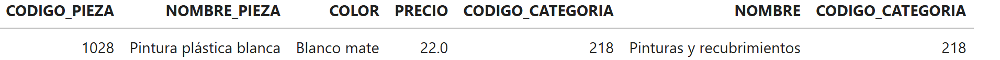 CODIGO_PIEZA NOMBRE_PIEZA COLOR PRECIO CODIGO_CATEGORIA NOMBRE CODIGO_CATEGORIA
1028 Pintura plástica blanca Blanco mate 22.0 218 Pinturas y recubrimientos 218